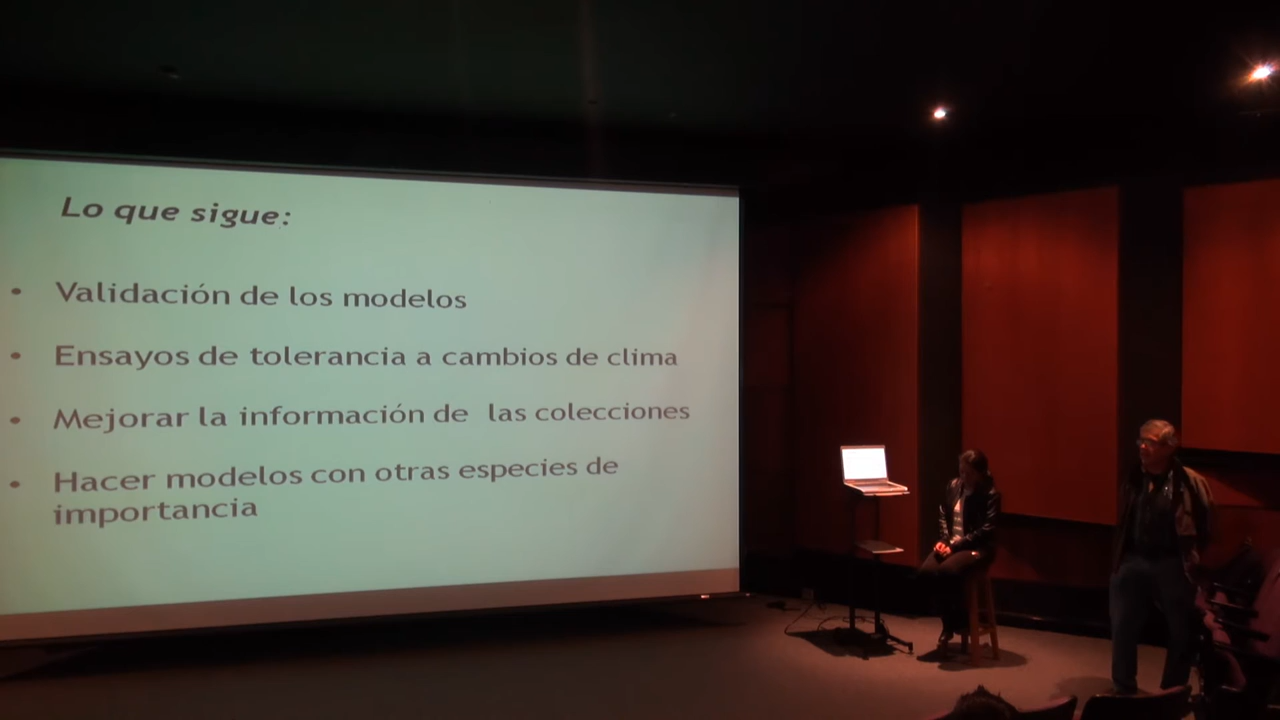 Lo que sigue:
• Validación de los modelos
• Ensayos de tolerancia a cambios de clima
• Mejorar la información de las colecciones
• Hacer modelos con otras especies de
importancia